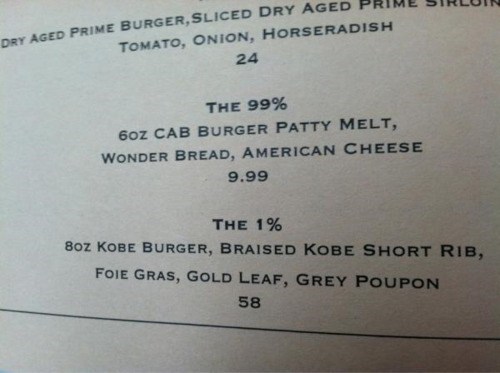 DRY AGED PRIME BURGER, SLICED DRY AGED PRIME SIRLOIN
TOMATO, ONION, HORSERADISH
24
THE 99%
6OZ CAB BURGER PATTY MELT,
WONDER BREAD, AMERICAN CHEESE
9.99
THE 1%
8OZ KOBE BURGER, BRAISED KOBE SHORT RIB,
FOIE GRAS, GOLD LEAF, GREY POUPON
58